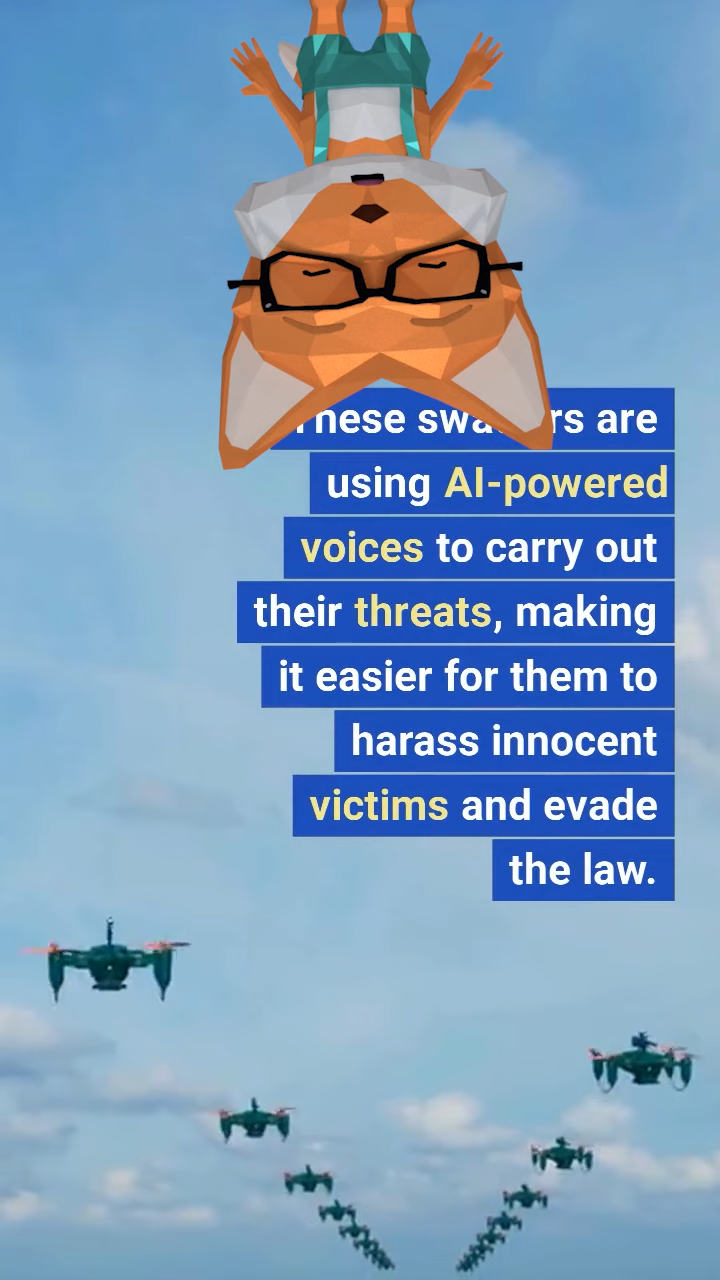 These are
using AI-powered
voices to carry out
their threats, making
it easier for them to
harass innocent
victims and evade
the law.